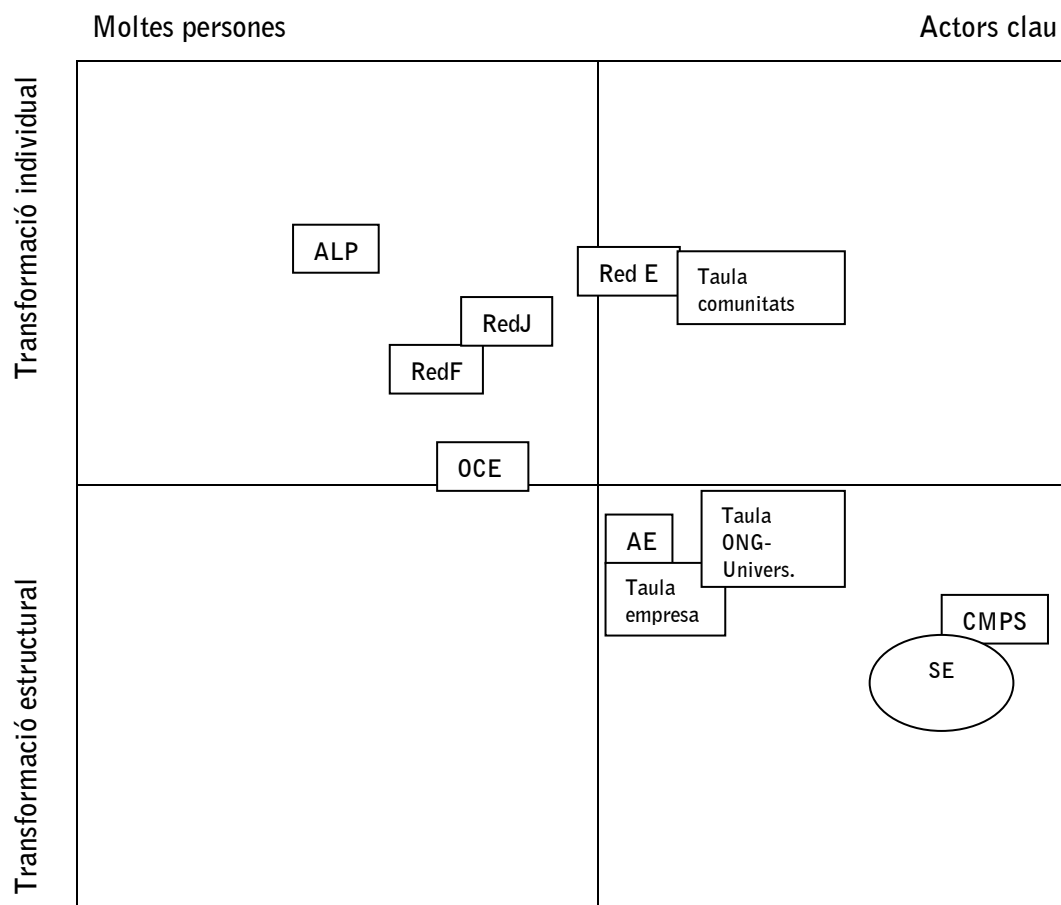 Moltes persones
Actors clau
Transformació individual
ALP
Red E
Taula
comunitats
RedJ
RedF
OCE
Taula
ONG-
Univers.
AE
Taula
empresa
CMPS
SE
Transformació estructural